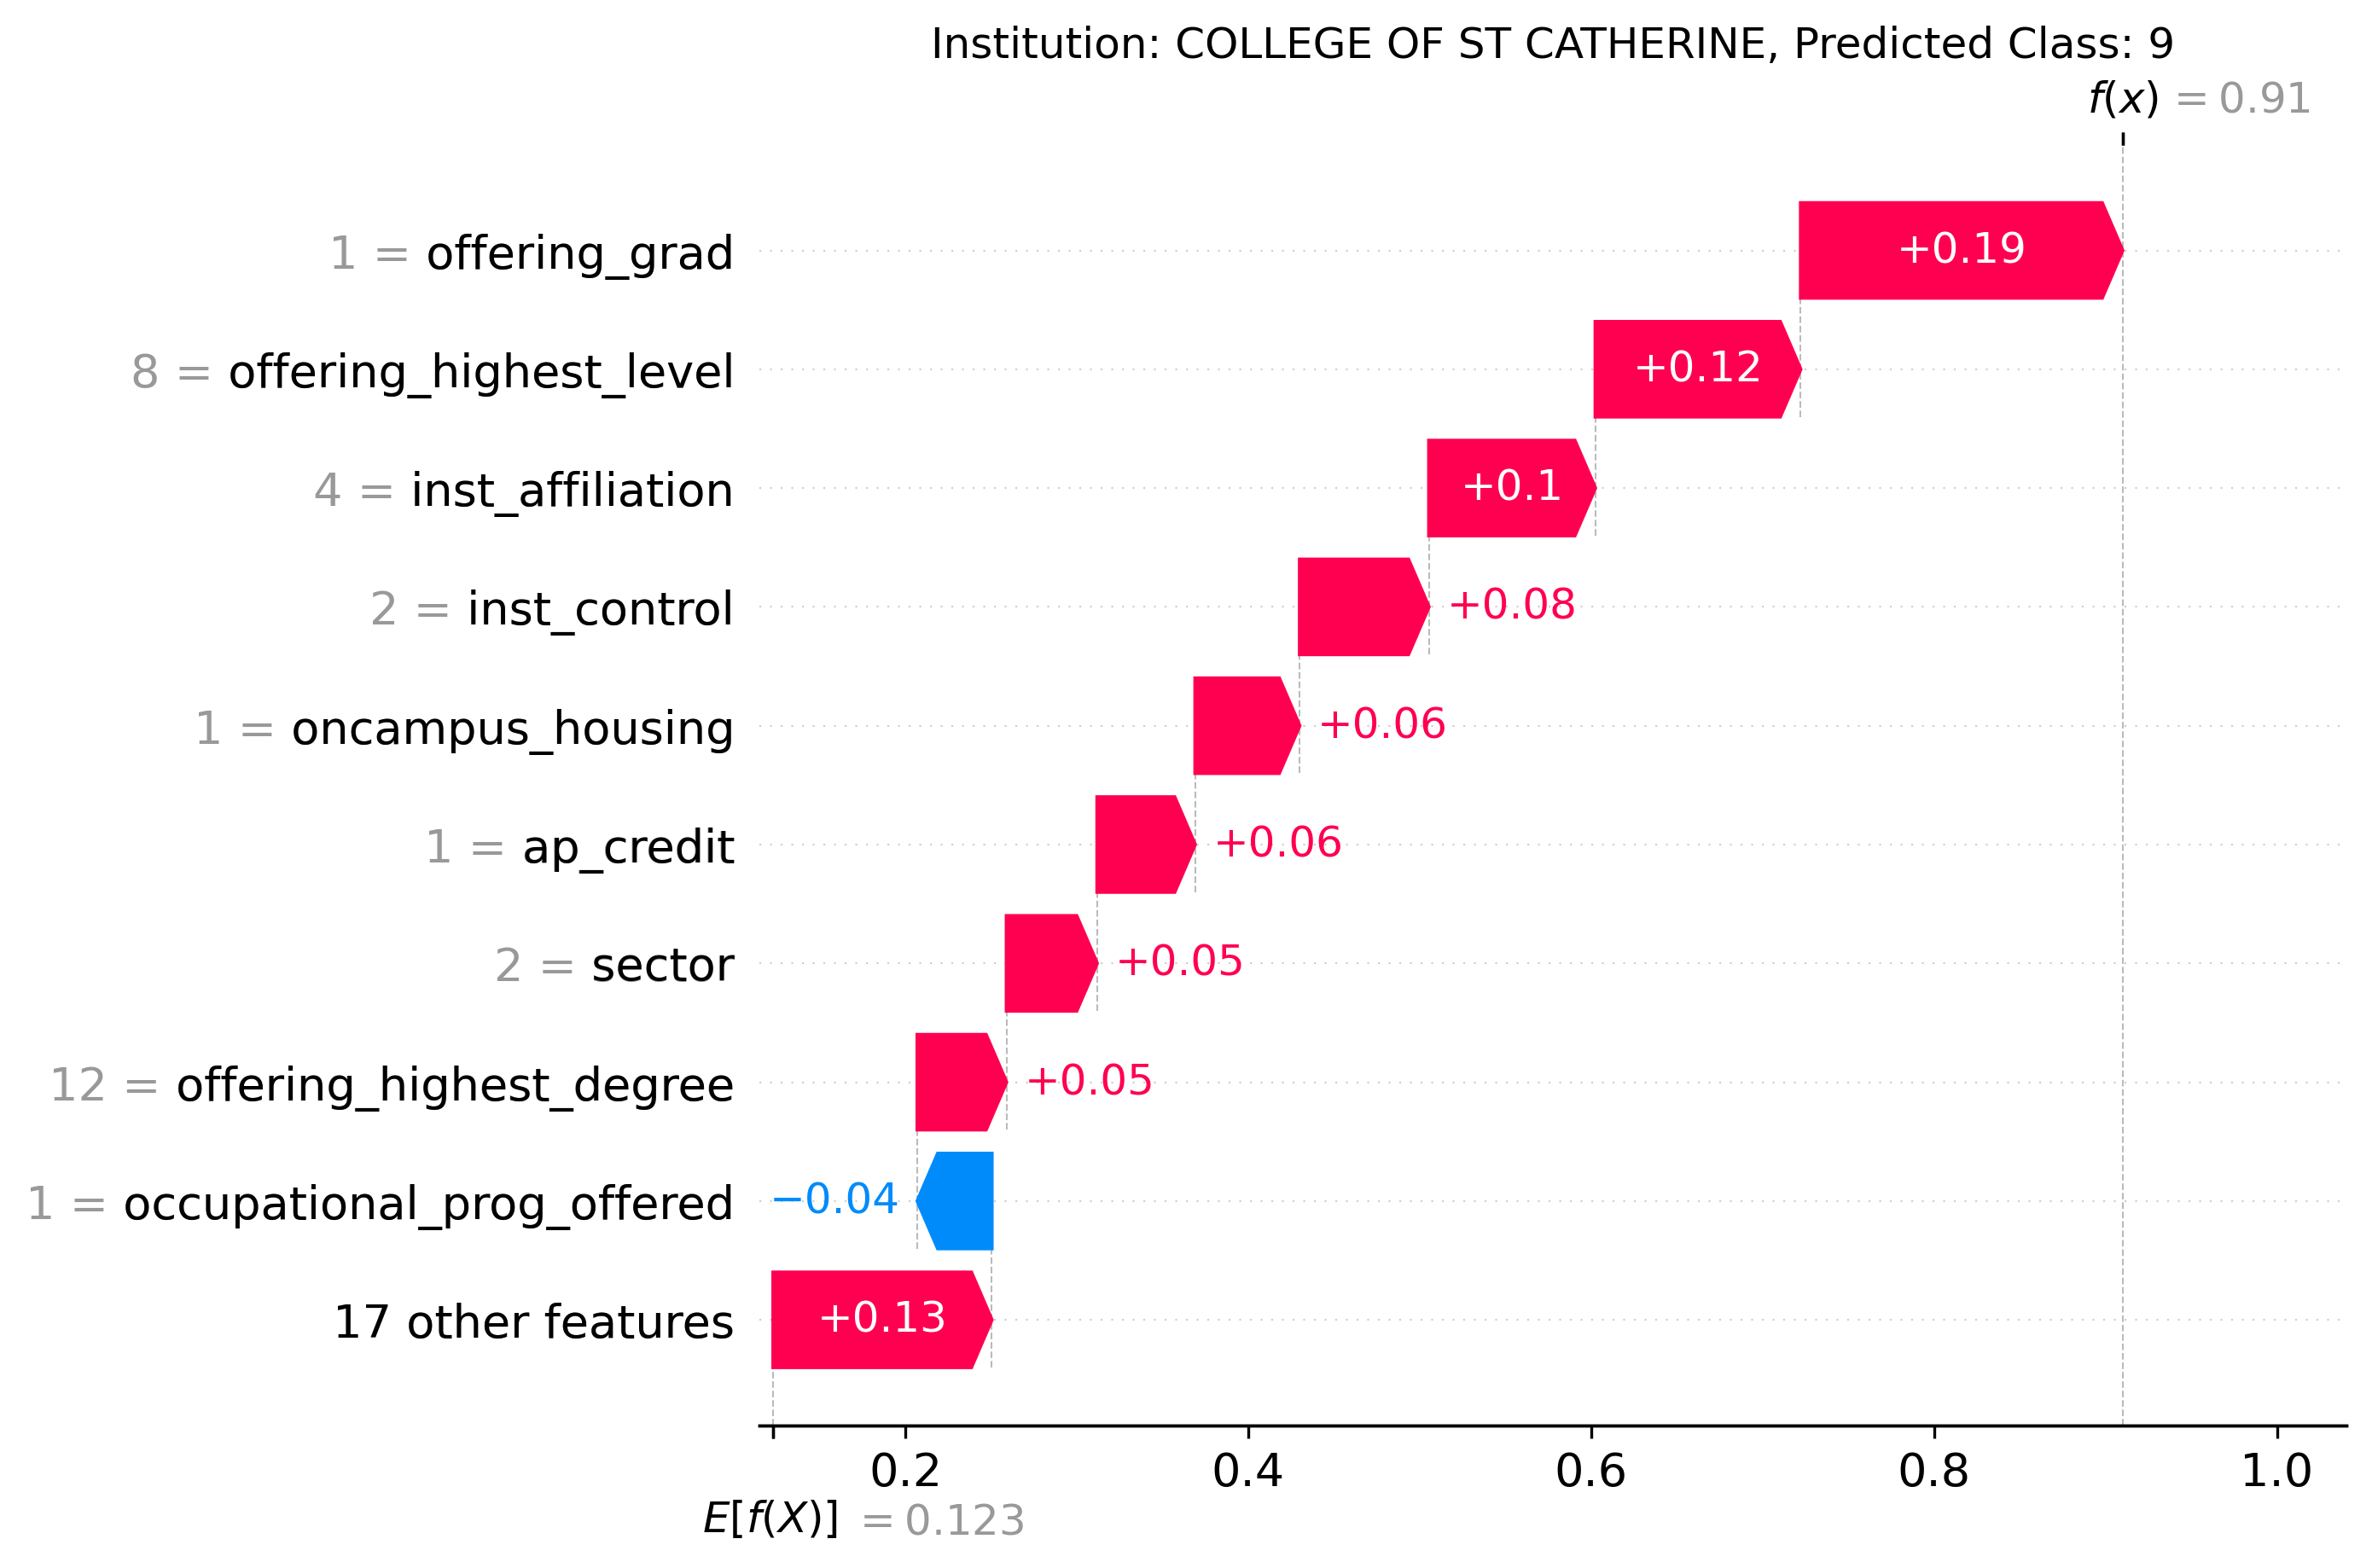 Institution: COLLEGE OF ST CATHERINE, Predicted Class: 9
f(x) = 0.91
1 = offering_grad +0.19
8 = offering_highest_level +0.12
4 = inst_affiliation +0.1
2 = inst_control +0.08
1 = oncampus_housing +0.06
1 = ap_credit +0.06
2 = sector +0.05
12 = offering_highest_degree +0.05
1 = occupational_prog_offered −0.04
17 other features +0.13
0.2 0.4 0.6 0.8 1.0
E[f(X)] = 0.123